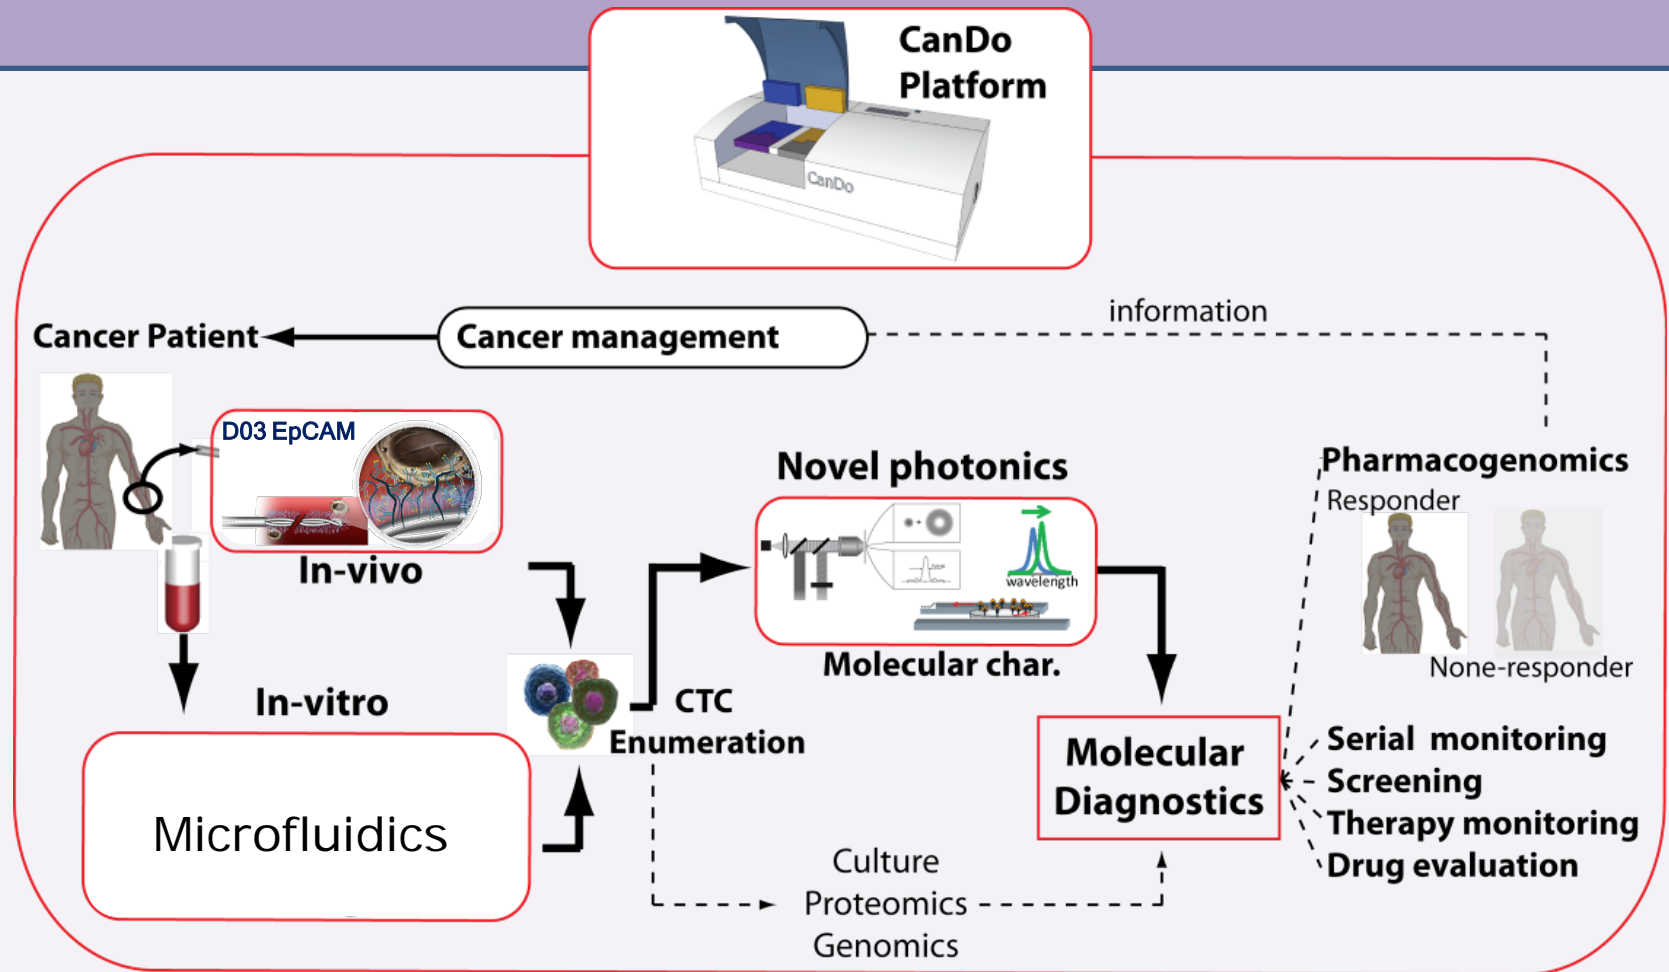 CanDo
Platform
CanDo
information
Cancer Patient
Cancer management
D03 EpCAM
In-vivo
Novel photonics
wavelength
Molecular char.
Pharmacogenomics
Responder
None-responder
In-vitro
Microfluidics
CTC
Enumeration
Molecular
Diagnostics
Serial monitoring
Screening
Therapy monitoring
Drug evaluation
Culture
Proteomics
Genomics